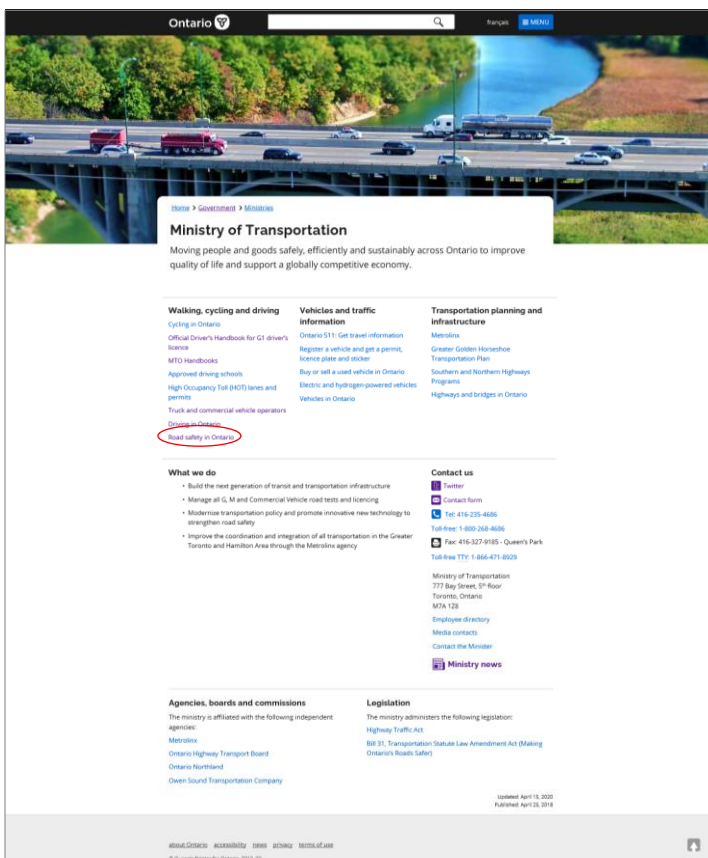 Ontario
français
MENU
Home > Government > Ministries
Ministry of Transportation
Moving people and goods safely, efficiently and sustainably across Ontario to improve
quality of life and support a globally competitive economy.
Walking, cycling and driving
Cycling in Ontario
Official Driver's Handbook for G1 driver's
licence
MTO Handbooks
Approved driving schools
High Occupancy Toll (HOT) lanes and
permits
Truck and commercial vehicle operators
Driving in Ontario
Road safety in Ontario
Vehicles and traffic
information
Ontario 511: Get travel information
Register a vehicle and get a permit,
licence plate and sticker
Buy or sell a used vehicle in Ontario
Electric and hydrogen-powered vehicles
Vehicles in Ontario
Transportation planning and
infrastructure
Metrolinx
Greater Golden Horseshoe
Transportation Plan
Southern and Northern Highways
Programs
Highways and bridges in Ontario
What we do
• Build the next generation of transit and transportation infrastructure
• Manage all G, M and Commercial Vehicle road tests and licencing
• Modernize transportation policy and promote innovative new technology to
strengthen road safety
• Improve the coordination and integration of all transportation in the Greater
Toronto and Hamilton Area through the Metrolinx agency
Contact us
Twitter
Contact form
Tel: 416-235-4686
Toll-free: 1-800-268-4686
Fax: 416-327-9185 - Queen's Park
Toll-free TTY: 1-866-471-8929
Ministry of Transportation
777 Bay Street, 5th floor
Toronto, Ontario
M7A 1Z8
Employee directory
Media contacts
Contact the Minister
Ministry news
Agencies, boards and commissions
The ministry is affiliated with the following independent
agencies:
Metrolinx
Ontario Highway Transport Board
Ontario Northland
Owen Sound Transportation Company
Legislation
The ministry administers the following legislation:
Highway Traffic Act
Bill 31, Transportation Statute Law Amendment Act (Making
Ontario's Roads Safer)
Updated: April 15, 2020
Published: April 23, 2018
about Ontario accessibility news privacy terms of use